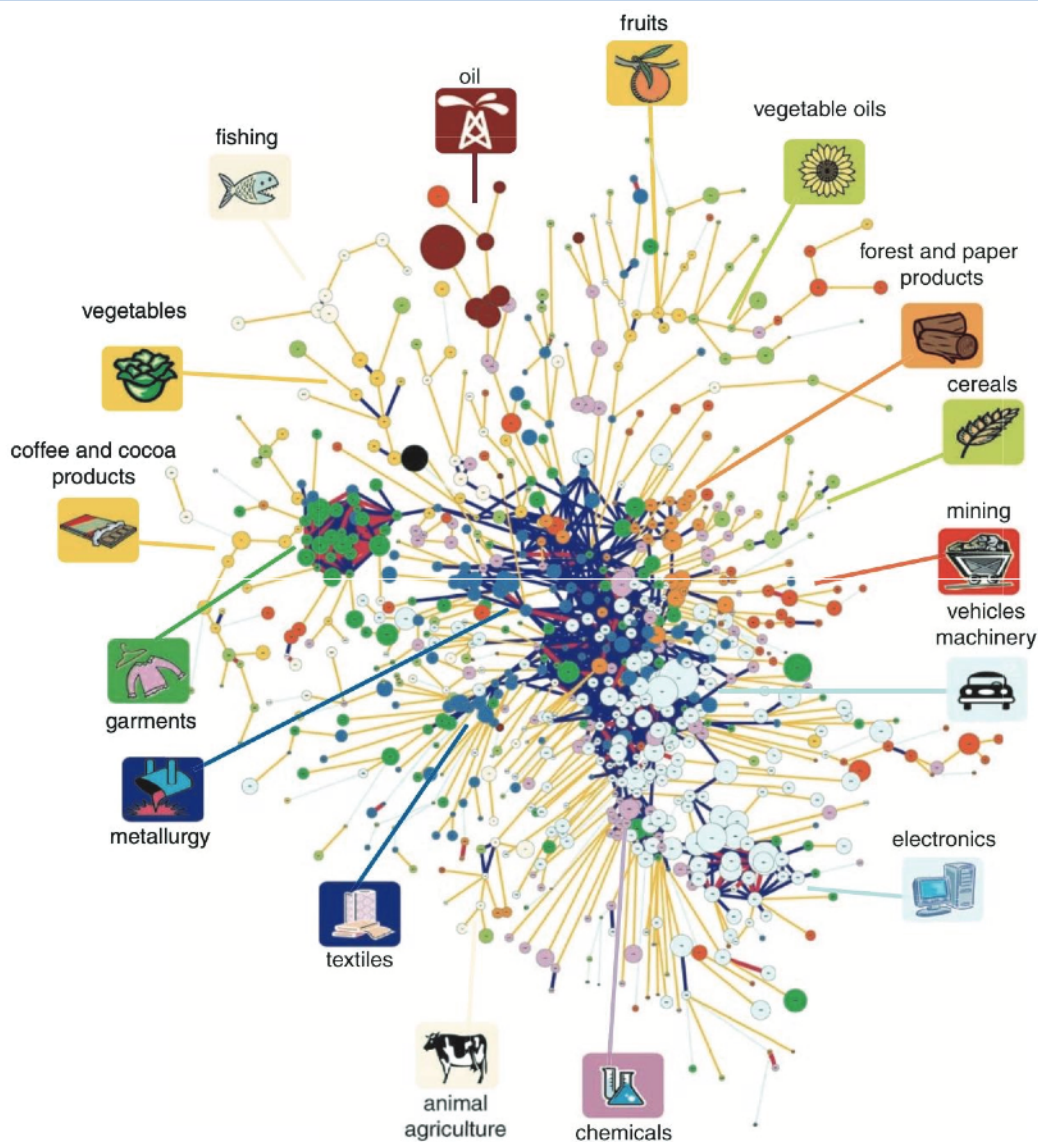 fruits
oil
vegetable oils
fishing
forest and paper
products
vegetables
cereals
coffee and cocoa
products
mining
vehicles
machinery
garments
metallurgy
electronics
textiles
animal
agriculture
chemicals